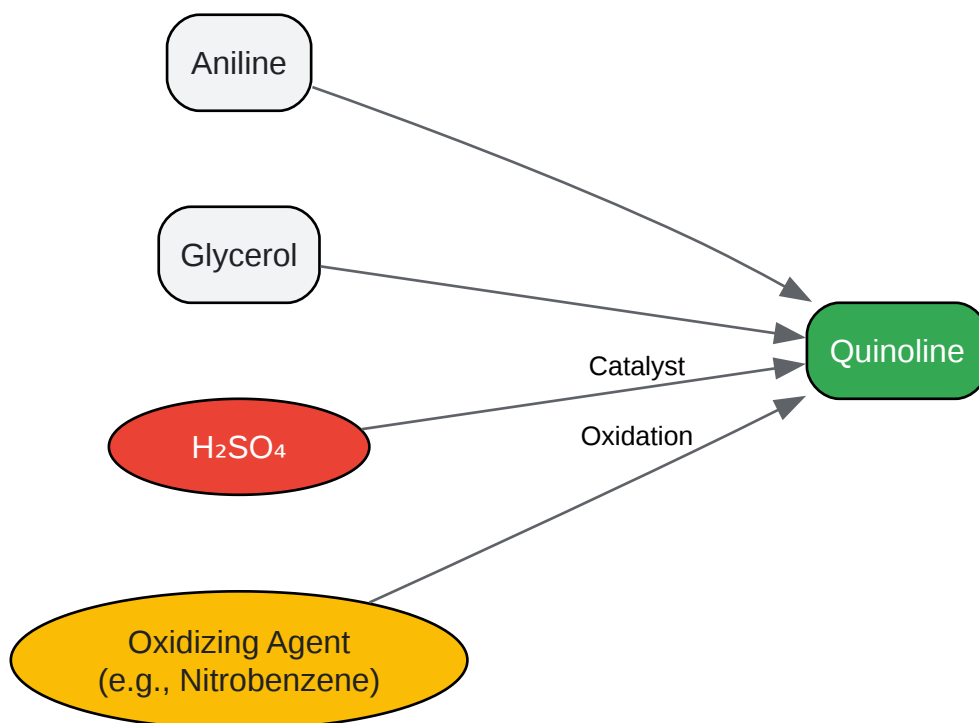 Aniline
Glycerol
Quinoline
Catalyst
Oxidation
H₂SO₄
Oxidizing Agent
(e.g., Nitrobenzene)